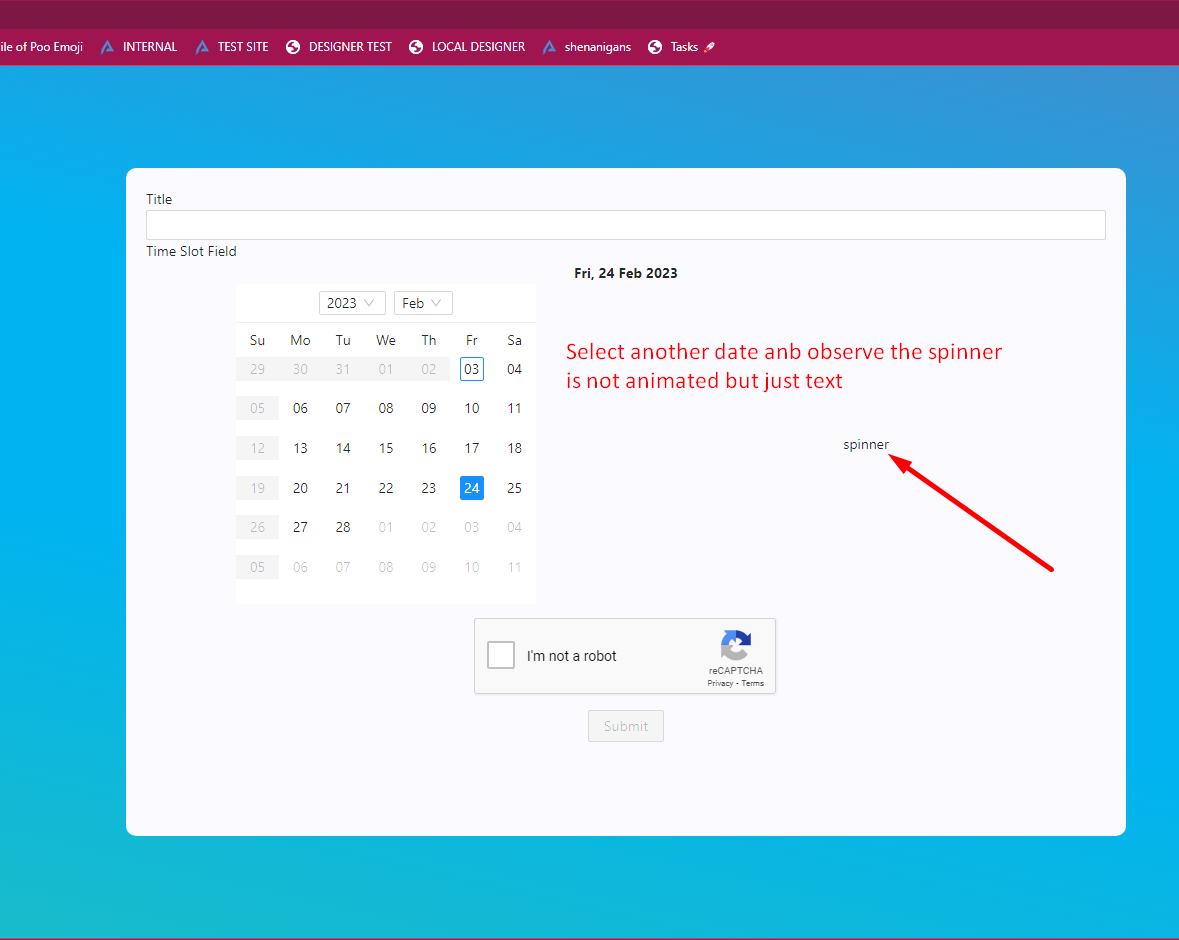 ile of Poo Emoji INTERNAL TEST SITE DESIGNER TEST LOCAL DESIGNER shenanigans Tasks
Title
Time Slot Field
Fri, 24 Feb 2023
2023 Feb
Su Mo Tu We Th Fr Sa
29 30 31 01 02 03 04
05 06 07 08 09 10 11
12 13 14 15 16 17 18
19 20 21 22 23 24 25
26 27 28 01 02 03 04
05 06 07 08 09 10 11
Select another date anb observe the spinner
is not animated but just text
spinner
I'm not a robot
reCAPTCHA
Privacy - Terms
Submit